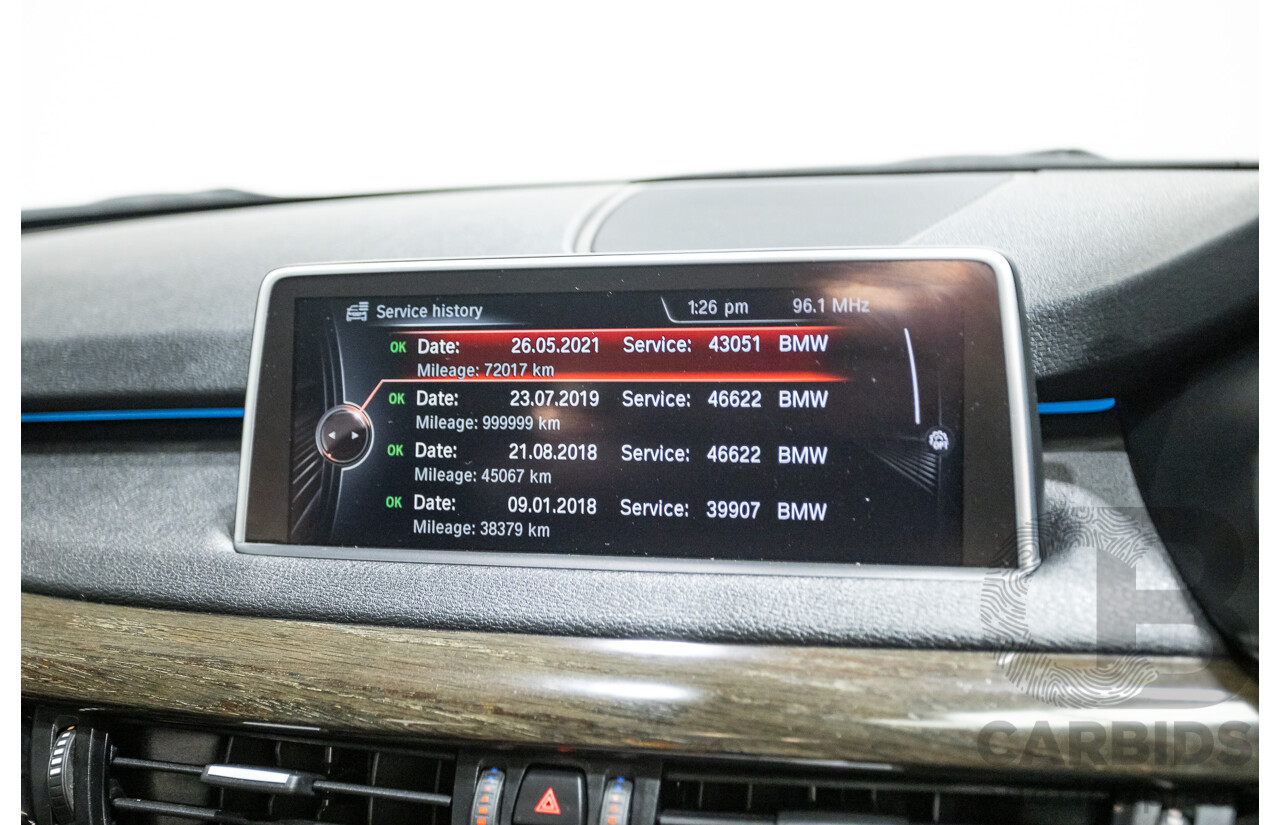 Service history 1:26 pm 96.1 MHz
OK Date: 26.05.2021 Service: 43051 BMW
Mileage: 72017 km
OK Date: 23.07.2019 Service: 46622 BMW
Mileage: 999999 km
OK Date: 21.08.2018 Service: 46622 BMW
Mileage: 45067 km
OK Date: 09.01.2018 Service: 39907 BMW
Mileage: 38379 km
OFF
CB
CARBIDS